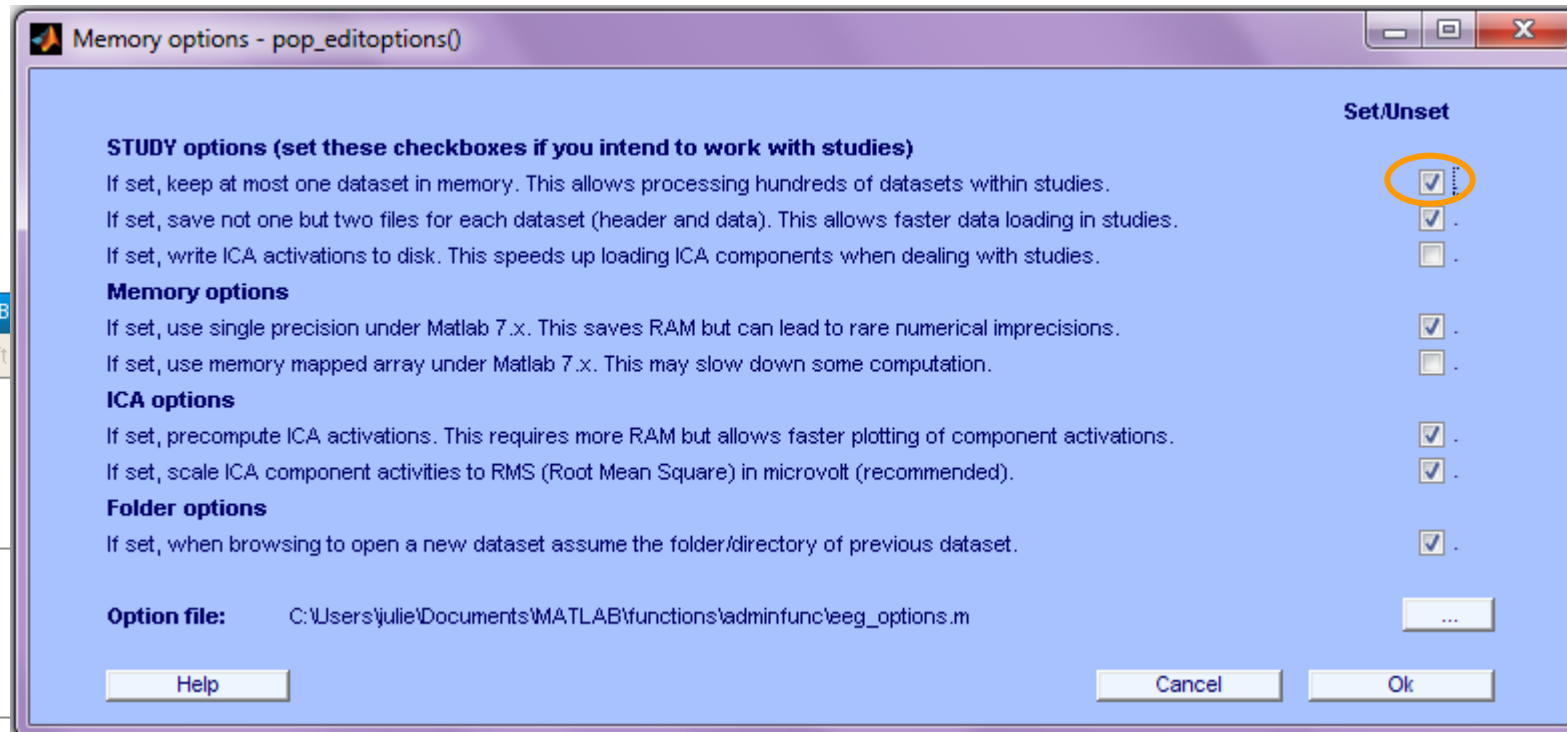 Memory options - pop_editoptions()
Set/Unset
STUDY options (set these checkboxes if you intend to work with studies)
If set, keep at most one dataset in memory. This allows processing hundreds of datasets within studies.
If set, save not one but two files for each dataset (header and data). This allows faster data loading in studies. .
If set, write ICA activations to disk. This speeds up loading ICA components when dealing with studies. .
Memory options
If set, use single precision under Matlab 7.x. This saves RAM but can lead to rare numerical imprecisions. .
If set, use memory mapped array under Matlab 7.x. This may slow down some computation. .
ICA options
If set, precompute ICA activations. This requires more RAM but allows faster plotting of component activations. .
If set, scale ICA component activities to RMS (Root Mean Square) in microvolt (recommended). .
Folder options
If set, when browsing to open a new dataset assume the folder/directory of previous dataset. .
Option file: C:\Users\julie\Documents\MATLAB\functions\adminfunc\eeg_options.m ...
Help Cancel Ok